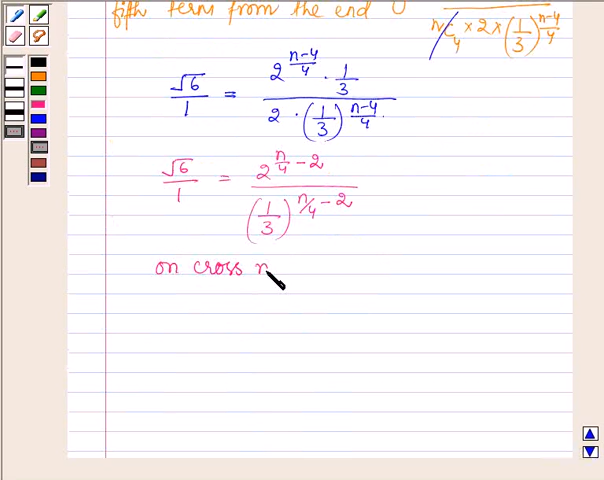 fifth terms from the end
ⁿC₄ × 2 × (1/3)^((n-4)/4)
√6/1 = (2^((n-4)/4) · 1/3) / (2 · (1/3)^((n-4)/4)) .
√6/1 = 2^(n/4 - 2) / (1/3)^(n/4 - 2)
on cross n